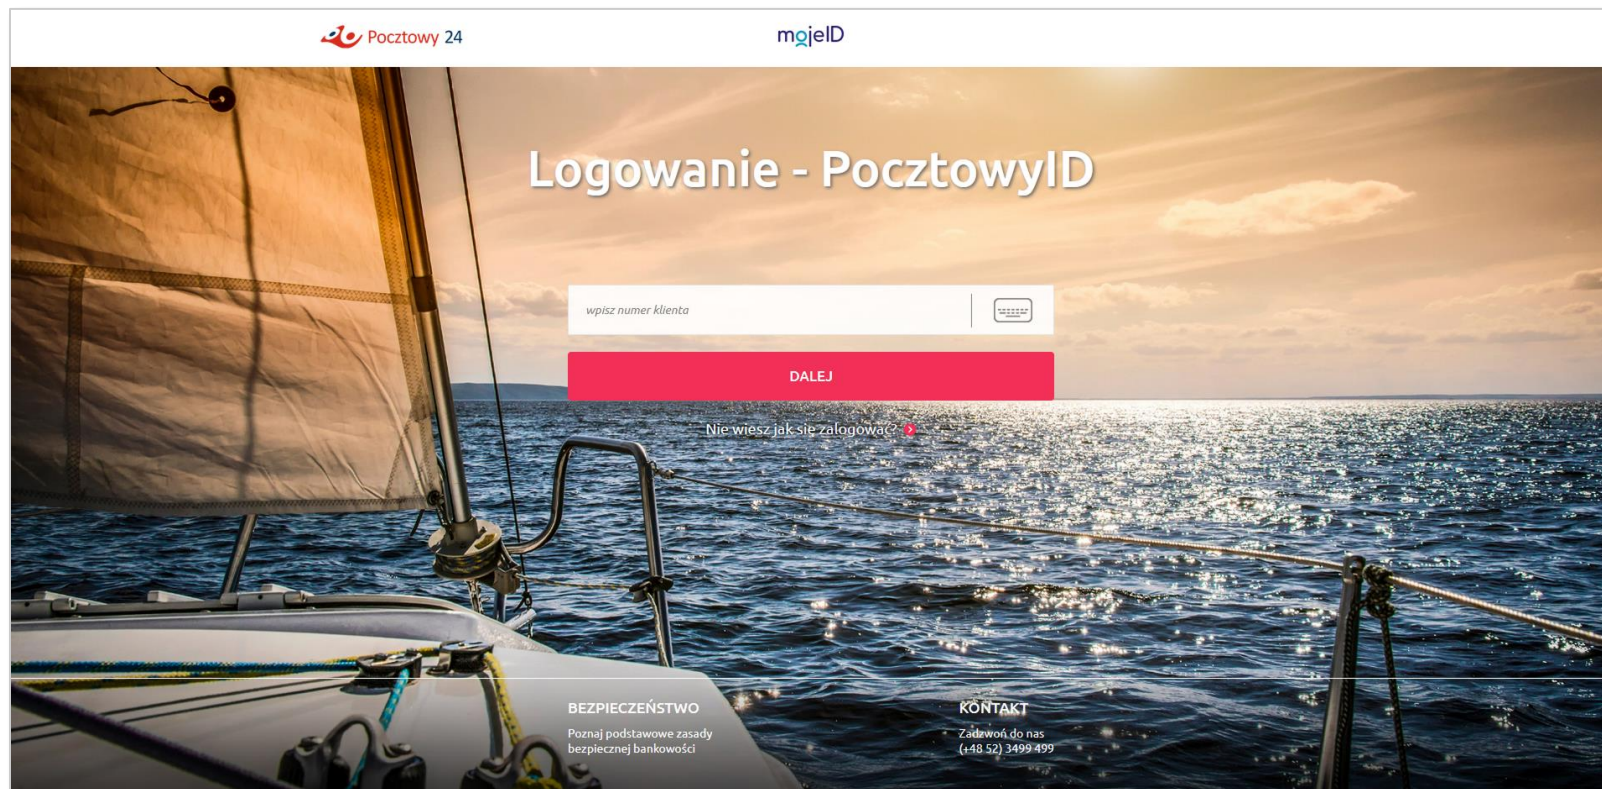 Pocztowy 24
mojeID
Logowanie - PocztowyID
wpisz numer klienta
DALEJ
Nie wiesz jak się zalogować?
BEZPIECZEŃSTWO
Poznaj podstawowe zasady
bezpiecznej bankowości
KONTAKT
Zadzwoń do nas
(+48 52) 3499 499